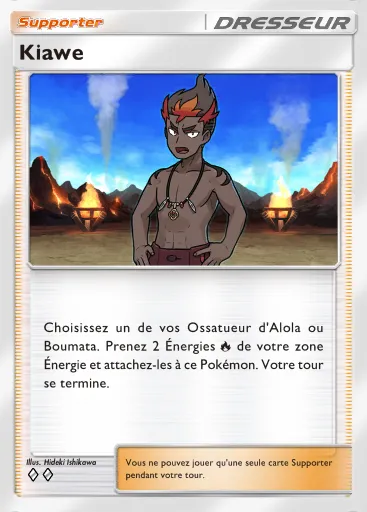 Supporter
DRESSEUR
Kiawe
Choisissez un de vos Ossatueur d'Alola ou
Boumata. Prenez 2 Énergies de votre zone
Énergie et attachez-les à ce Pokémon. Votre tour
se termine.
Illus. Hideki Ishikawa
Vous ne pouvez jouer qu'une seule carte Supporter
pendant votre tour.